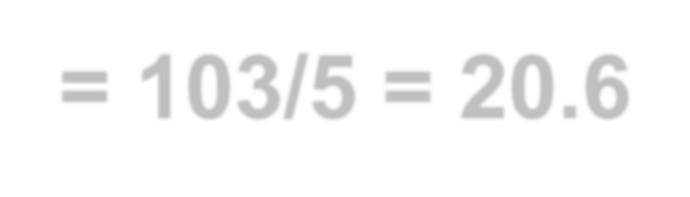 = 103/5 = 20.6